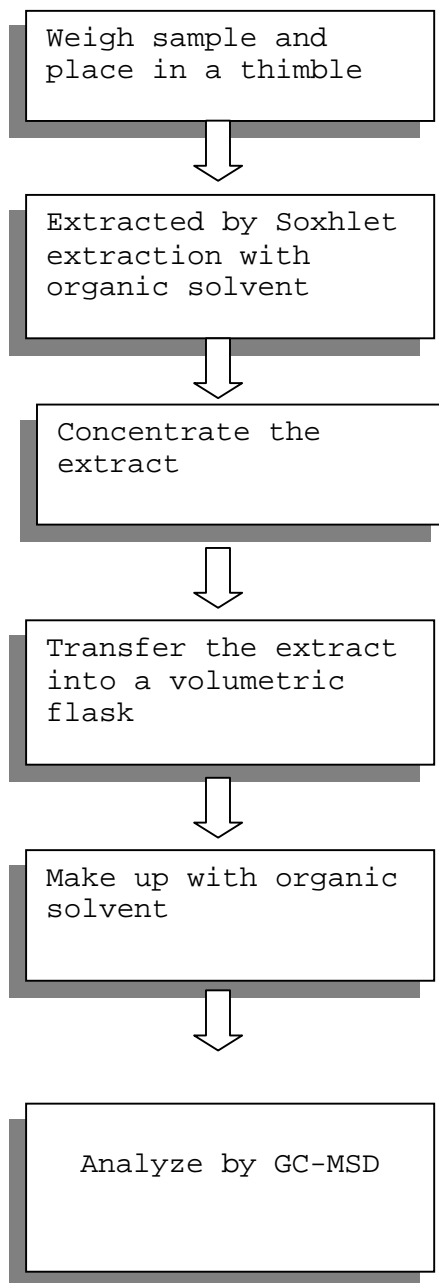 Weigh sample and
place in a thimble
Extracted by Soxhlet
extraction with
organic solvent
Concentrate the
extract
Transfer the extract
into a volumetric
flask
Make up with organic
solvent
Analyze by GC-MSD